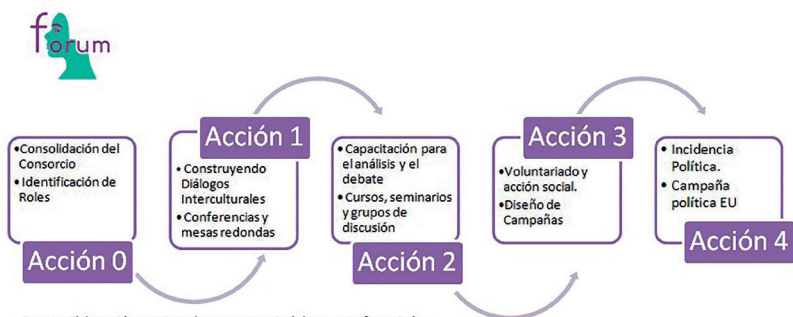 forum
•Consolidación del
Consorcio
•Identificación de
Roles
Acción 0
Acción 1
•Construyendo
Diálogos
Interculturales
•Conferencias y
mesas redondas
•Capacitación para
el análisis y el
debate
•Cursos, seminarios
y grupos de
discusión
Acción 2
Acción 3
•Voluntariado y
acción social.
•Diseño de
Campañas
•Incidencia
Política.
•Campaña
política EU
Acción 4